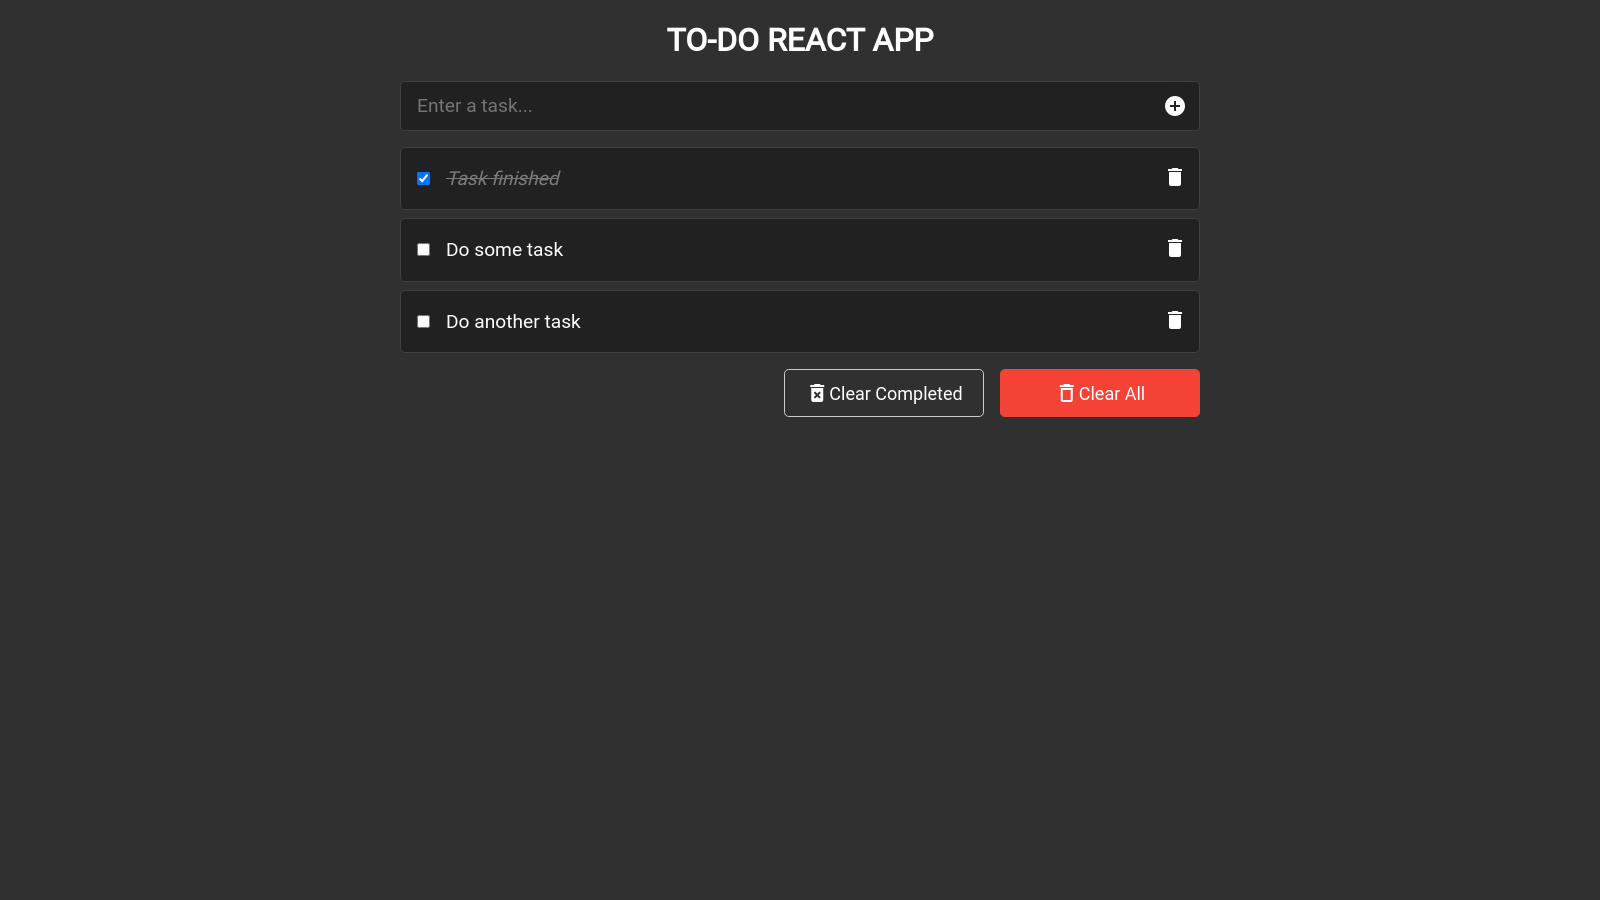 TO-DO REACT APP
Enter a task...
Task finished
Do some task
Do another task
Clear Completed
Clear All